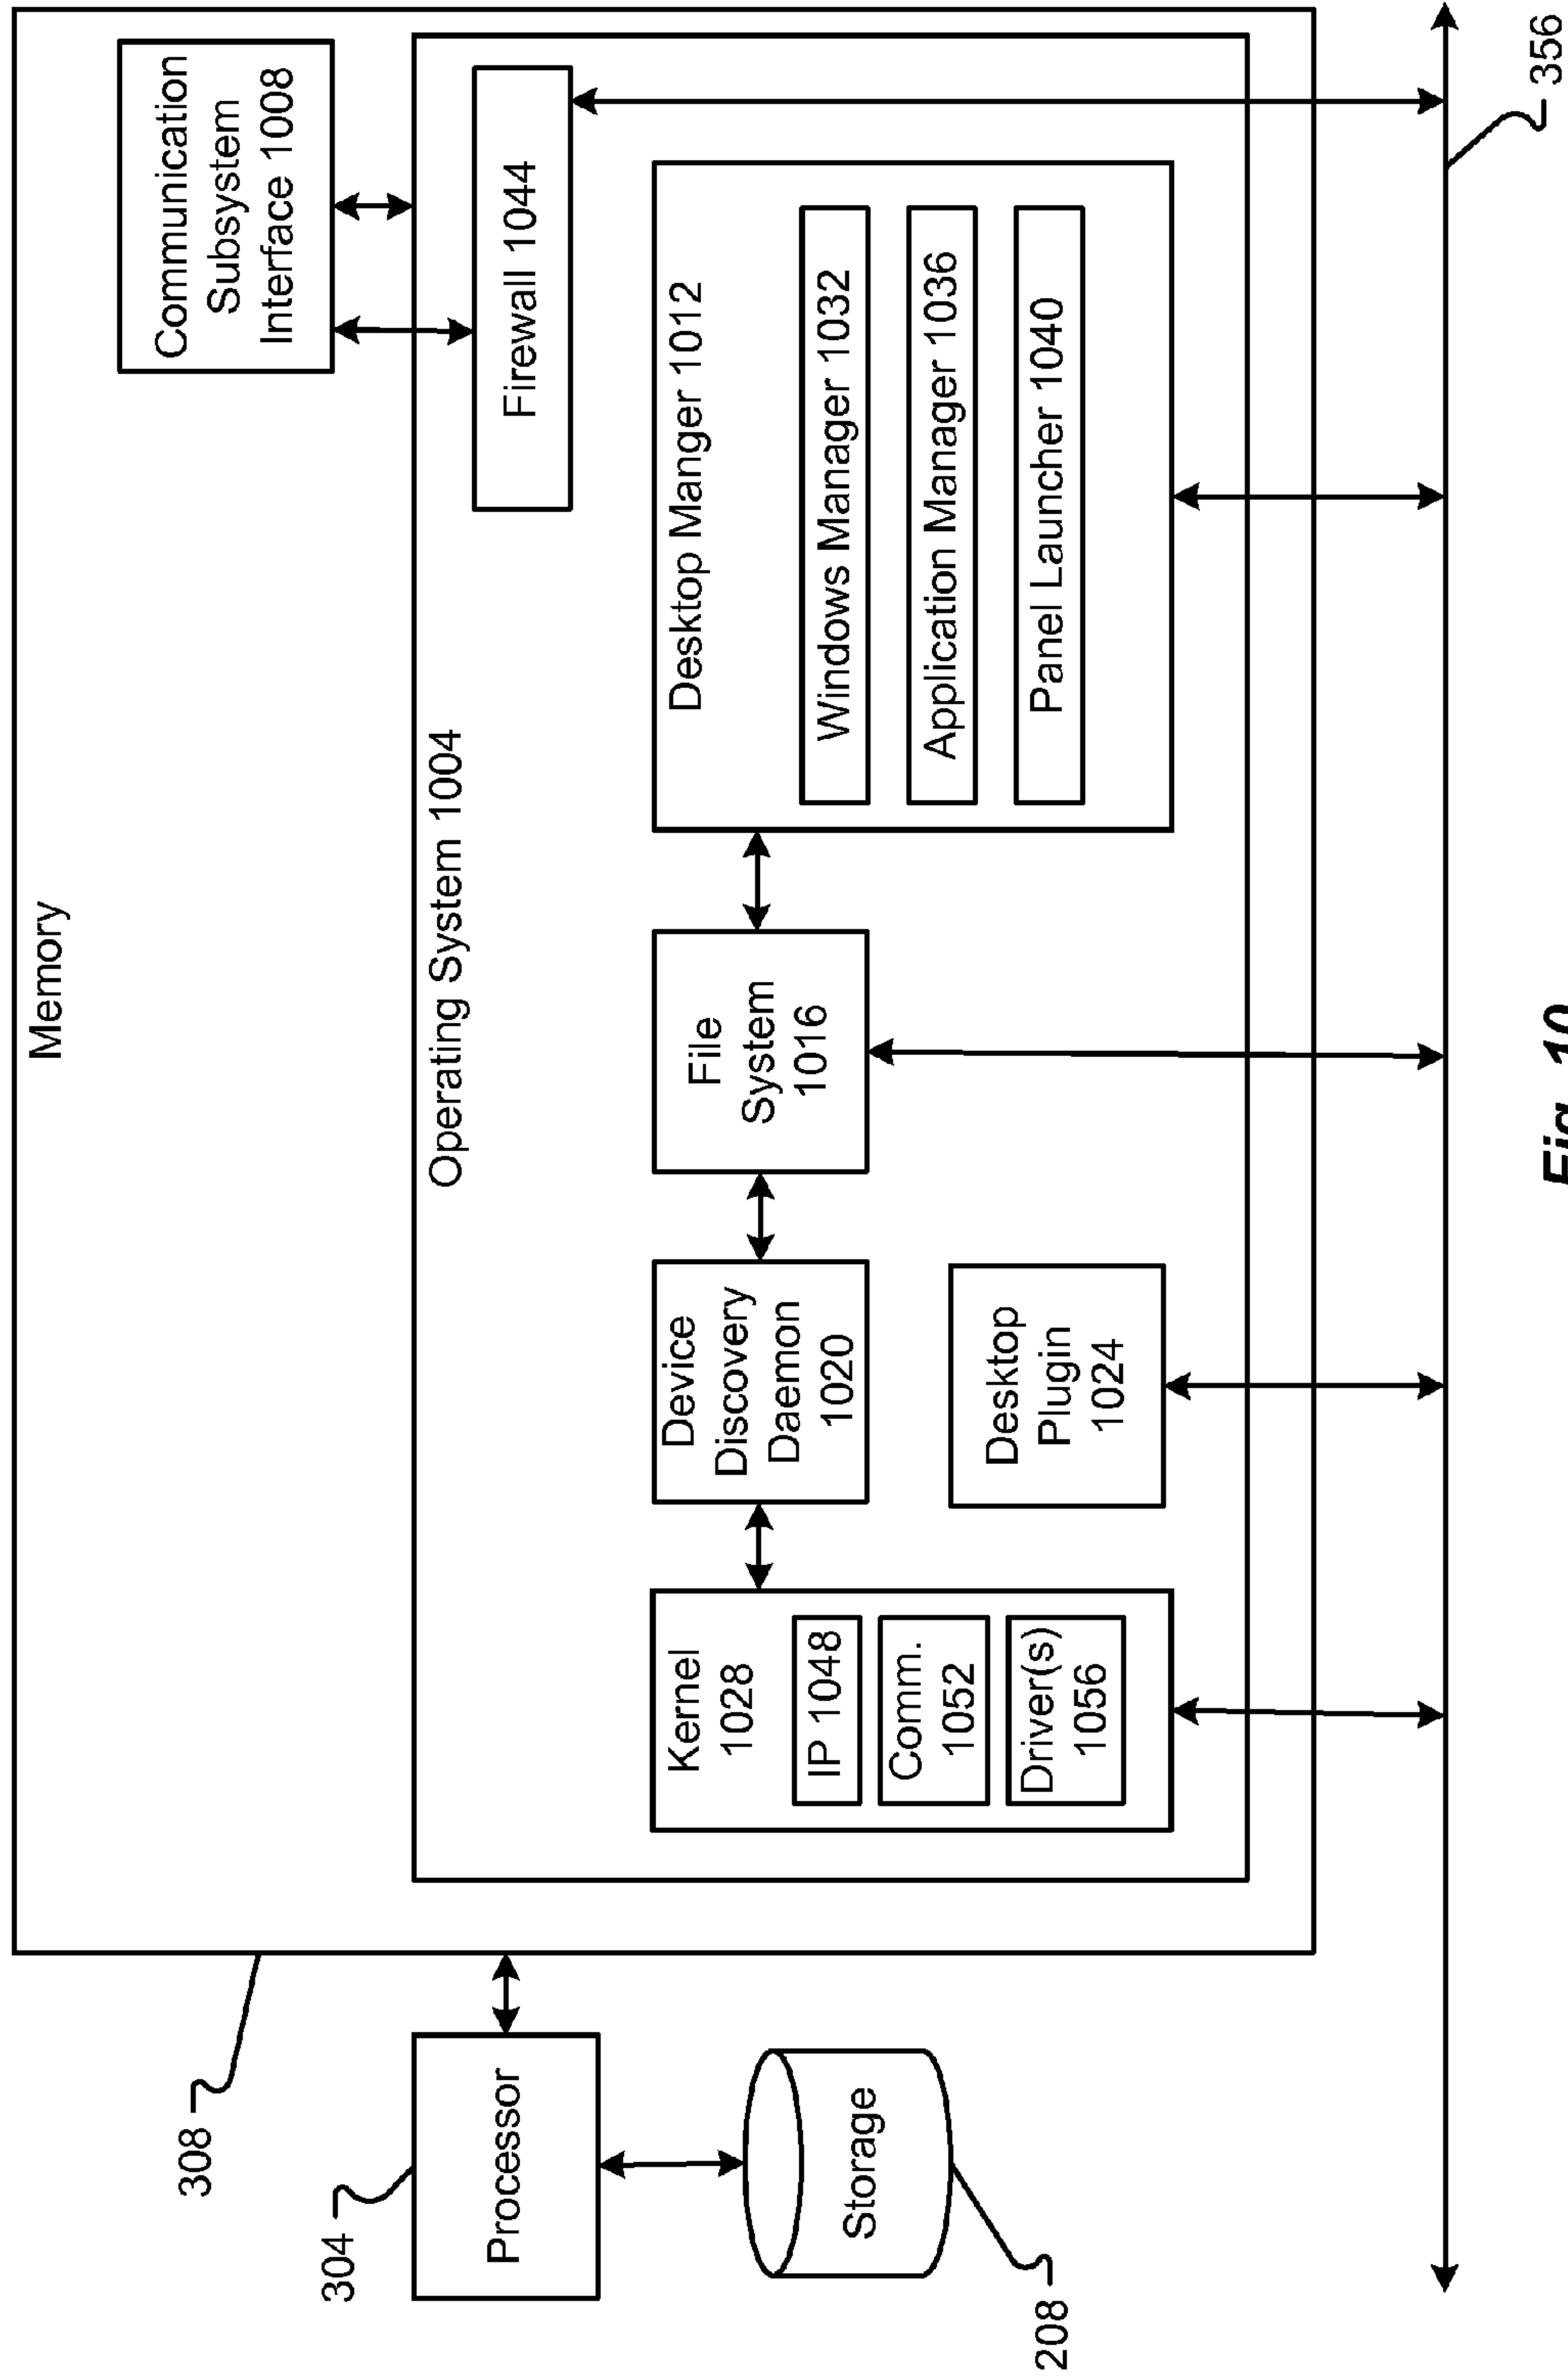 Memory
Communication
Subsystem
Interface 1008
308
304
Operating System 1004
Firewall 1044
Processor
Kernel
1028
IP 1048
Comm.
1052
Driver(s)
1056
Device
Discovery
Daemon
1020
Desktop
Plugin
1024
File
System
1016
Desktop Manger 1012
Windows Manager 1032
Application Manager 1036
Panel Launcher 1040
Storage
208
356
Fig. 10